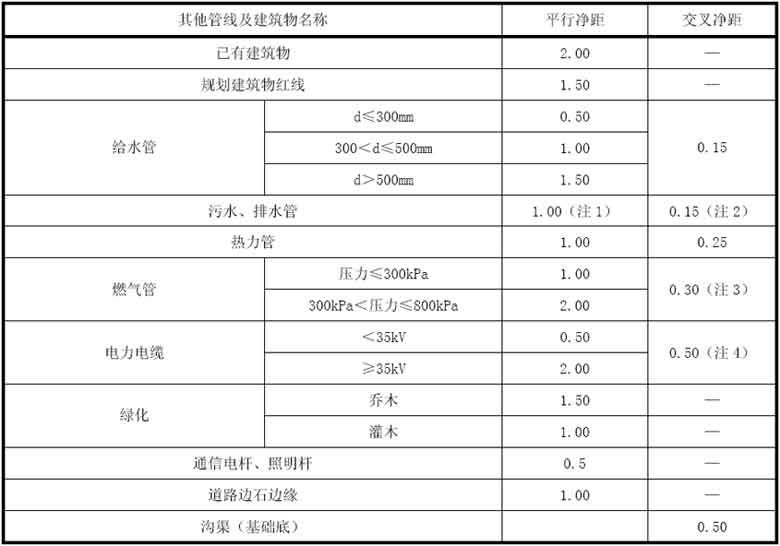 其他管线及建筑物名称 平行净距 交叉净距
已有建筑物 2.00 —
规划建筑物红线 1.50 —
给水管 d≤300mm 0.50 0.15
300＜d≤500mm 1.00
d＞500mm 1.50
污水、排水管 1.00（注1） 0.15（注2）
热力管 1.00 0.25
燃气管 压力≤300kPa 1.00 0.30（注3）
300kPa＜压力≤800kPa 2.00
电力电缆 ＜35kV 0.50 0.50（注4）
≥35kV 2.00
绿化 乔木 1.50 —
灌木 1.00 —
通信电杆、照明杆 0.5 —
道路边石边缘 1.00 —
沟渠（基础底） 0.50